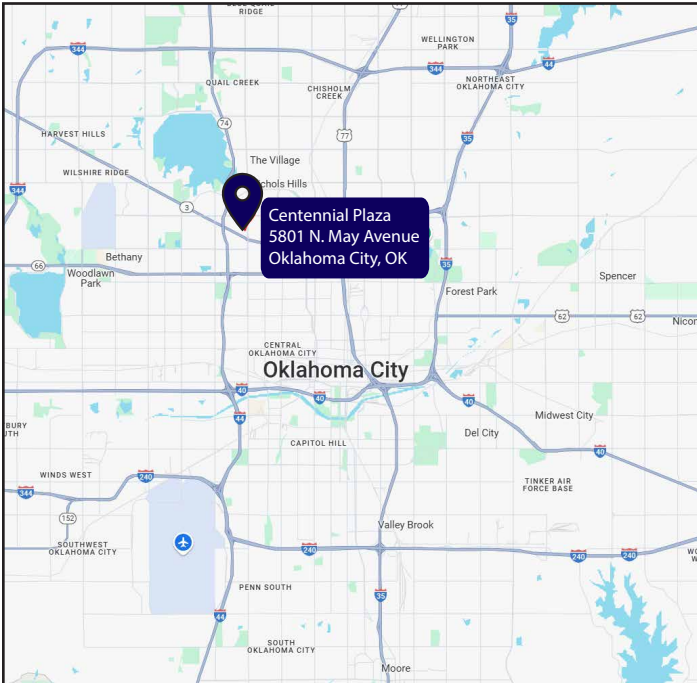 RIDGE
35
WELLINGTON
PARK
344
344
44
QUAIL CREEK
NORTHEAST
OKLAHOMA CITY
CHISHOLM
CREEK
74
77
35
HARVEST HILLS
The Village
WILSHIRE RIDGE
344
chols Hills
3
Centennial Plaza
5801 N. May Avenue
Oklahoma City, OK
Bethany
66
Woodlawn
Park
35
Spencer
Forest Park
62
62
Nicor
CENTRAL
OKLAHOMA CITY
Oklahoma City
40
40
40
44
Midwest City
BURY
UTH
Del City
CAPITOL HILL
40
WINDS WEST
240
TINKER AIR
FORCE BASE
344
152
Valley Brook
SOUTHWEST
OKLAHOMA CITY
240
240
240
PENN SOUTH
35
44
SOUTH
OKLAHOMA CITY
Moore